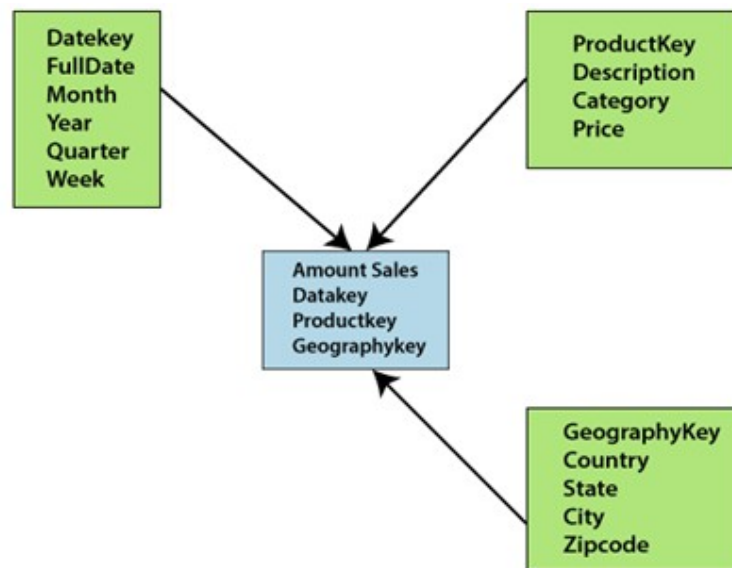 Datekey
FullDate
Month
Year
Quarter
Week
ProductKey
Description
Category
Price
Amount Sales
Datakey
Productkey
Geographykey
GeographyKey
Country
State
City
Zipcode